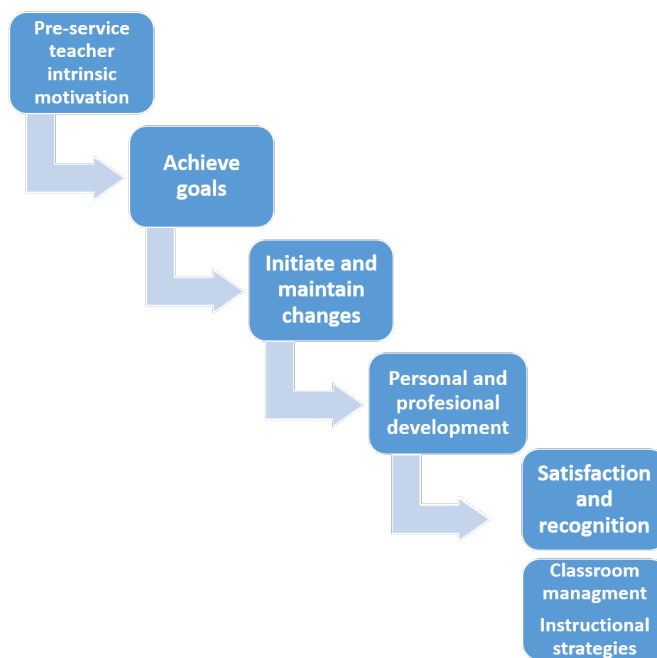 Pre-service
teacher
intrinsic
motivation
Achieve
goals
Initiate and
maintain
changes
Personal and
profesional
development
Satisfaction
and
recognition
Classroom
managment
Instructional
strategies